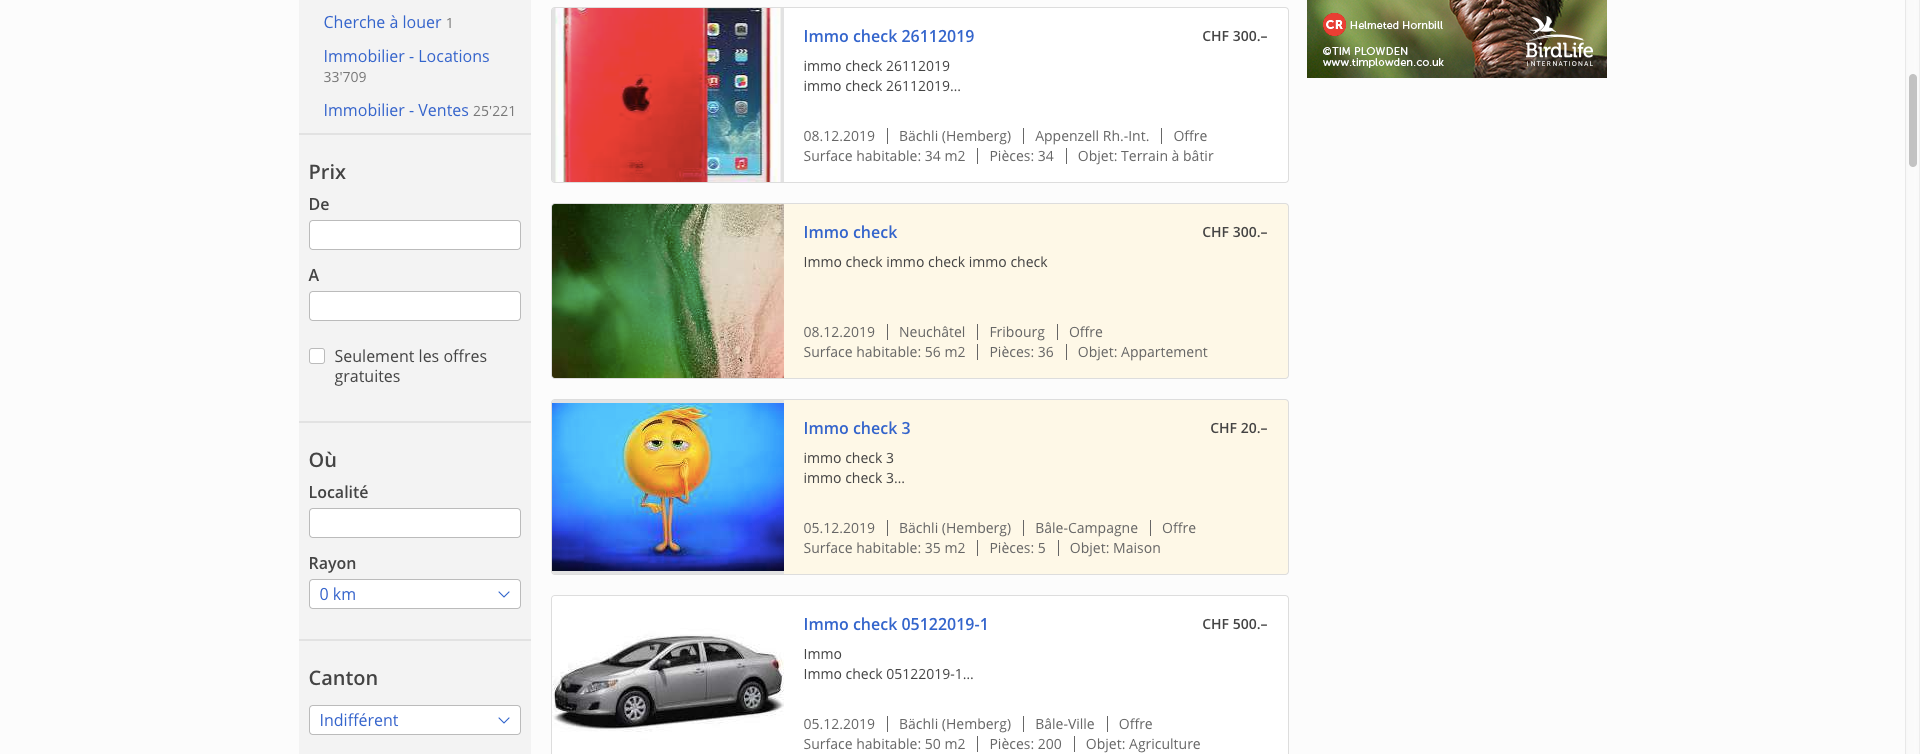 Cherche à louer 1
Immobilier - Locations
33'709
Immobilier - Ventes 25'221
Prix
De
A
Seulement les offres
gratuites
Où
Localité
Rayon
0 km
Canton
Indifférent
Immo check 26112019
CHF 300.–
immo check 26112019
immo check 26112019...
08.12.2019 | Bächli (Hemberg) | Appenzell Rh.-Int. | Offre
Surface habitable: 34 m2 | Pièces: 34 | Objet: Terrain à bâtir
Immo check
CHF 300.–
Immo check immo check immo check
08.12.2019 | Neuchâtel | Fribourg | Offre
Surface habitable: 56 m2 | Pièces: 36 | Objet: Appartement
Immo check 3
CHF 20.–
immo check 3
immo check 3...
05.12.2019 | Bächli (Hemberg) | Bâle-Campagne | Offre
Surface habitable: 35 m2 | Pièces: 5 | Objet: Maison
Immo check 05122019-1
CHF 500.–
Immo
Immo check 05122019-1...
05.12.2019 | Bächli (Hemberg) | Bâle-Ville | Offre
Surface habitable: 50 m2 | Pièces: 200 | Objet: Agriculture
CR Helmeted Hornbill
©TIM PLOWDEN
www.timplowden.co.uk
BirdLife
INTERNATIONAL